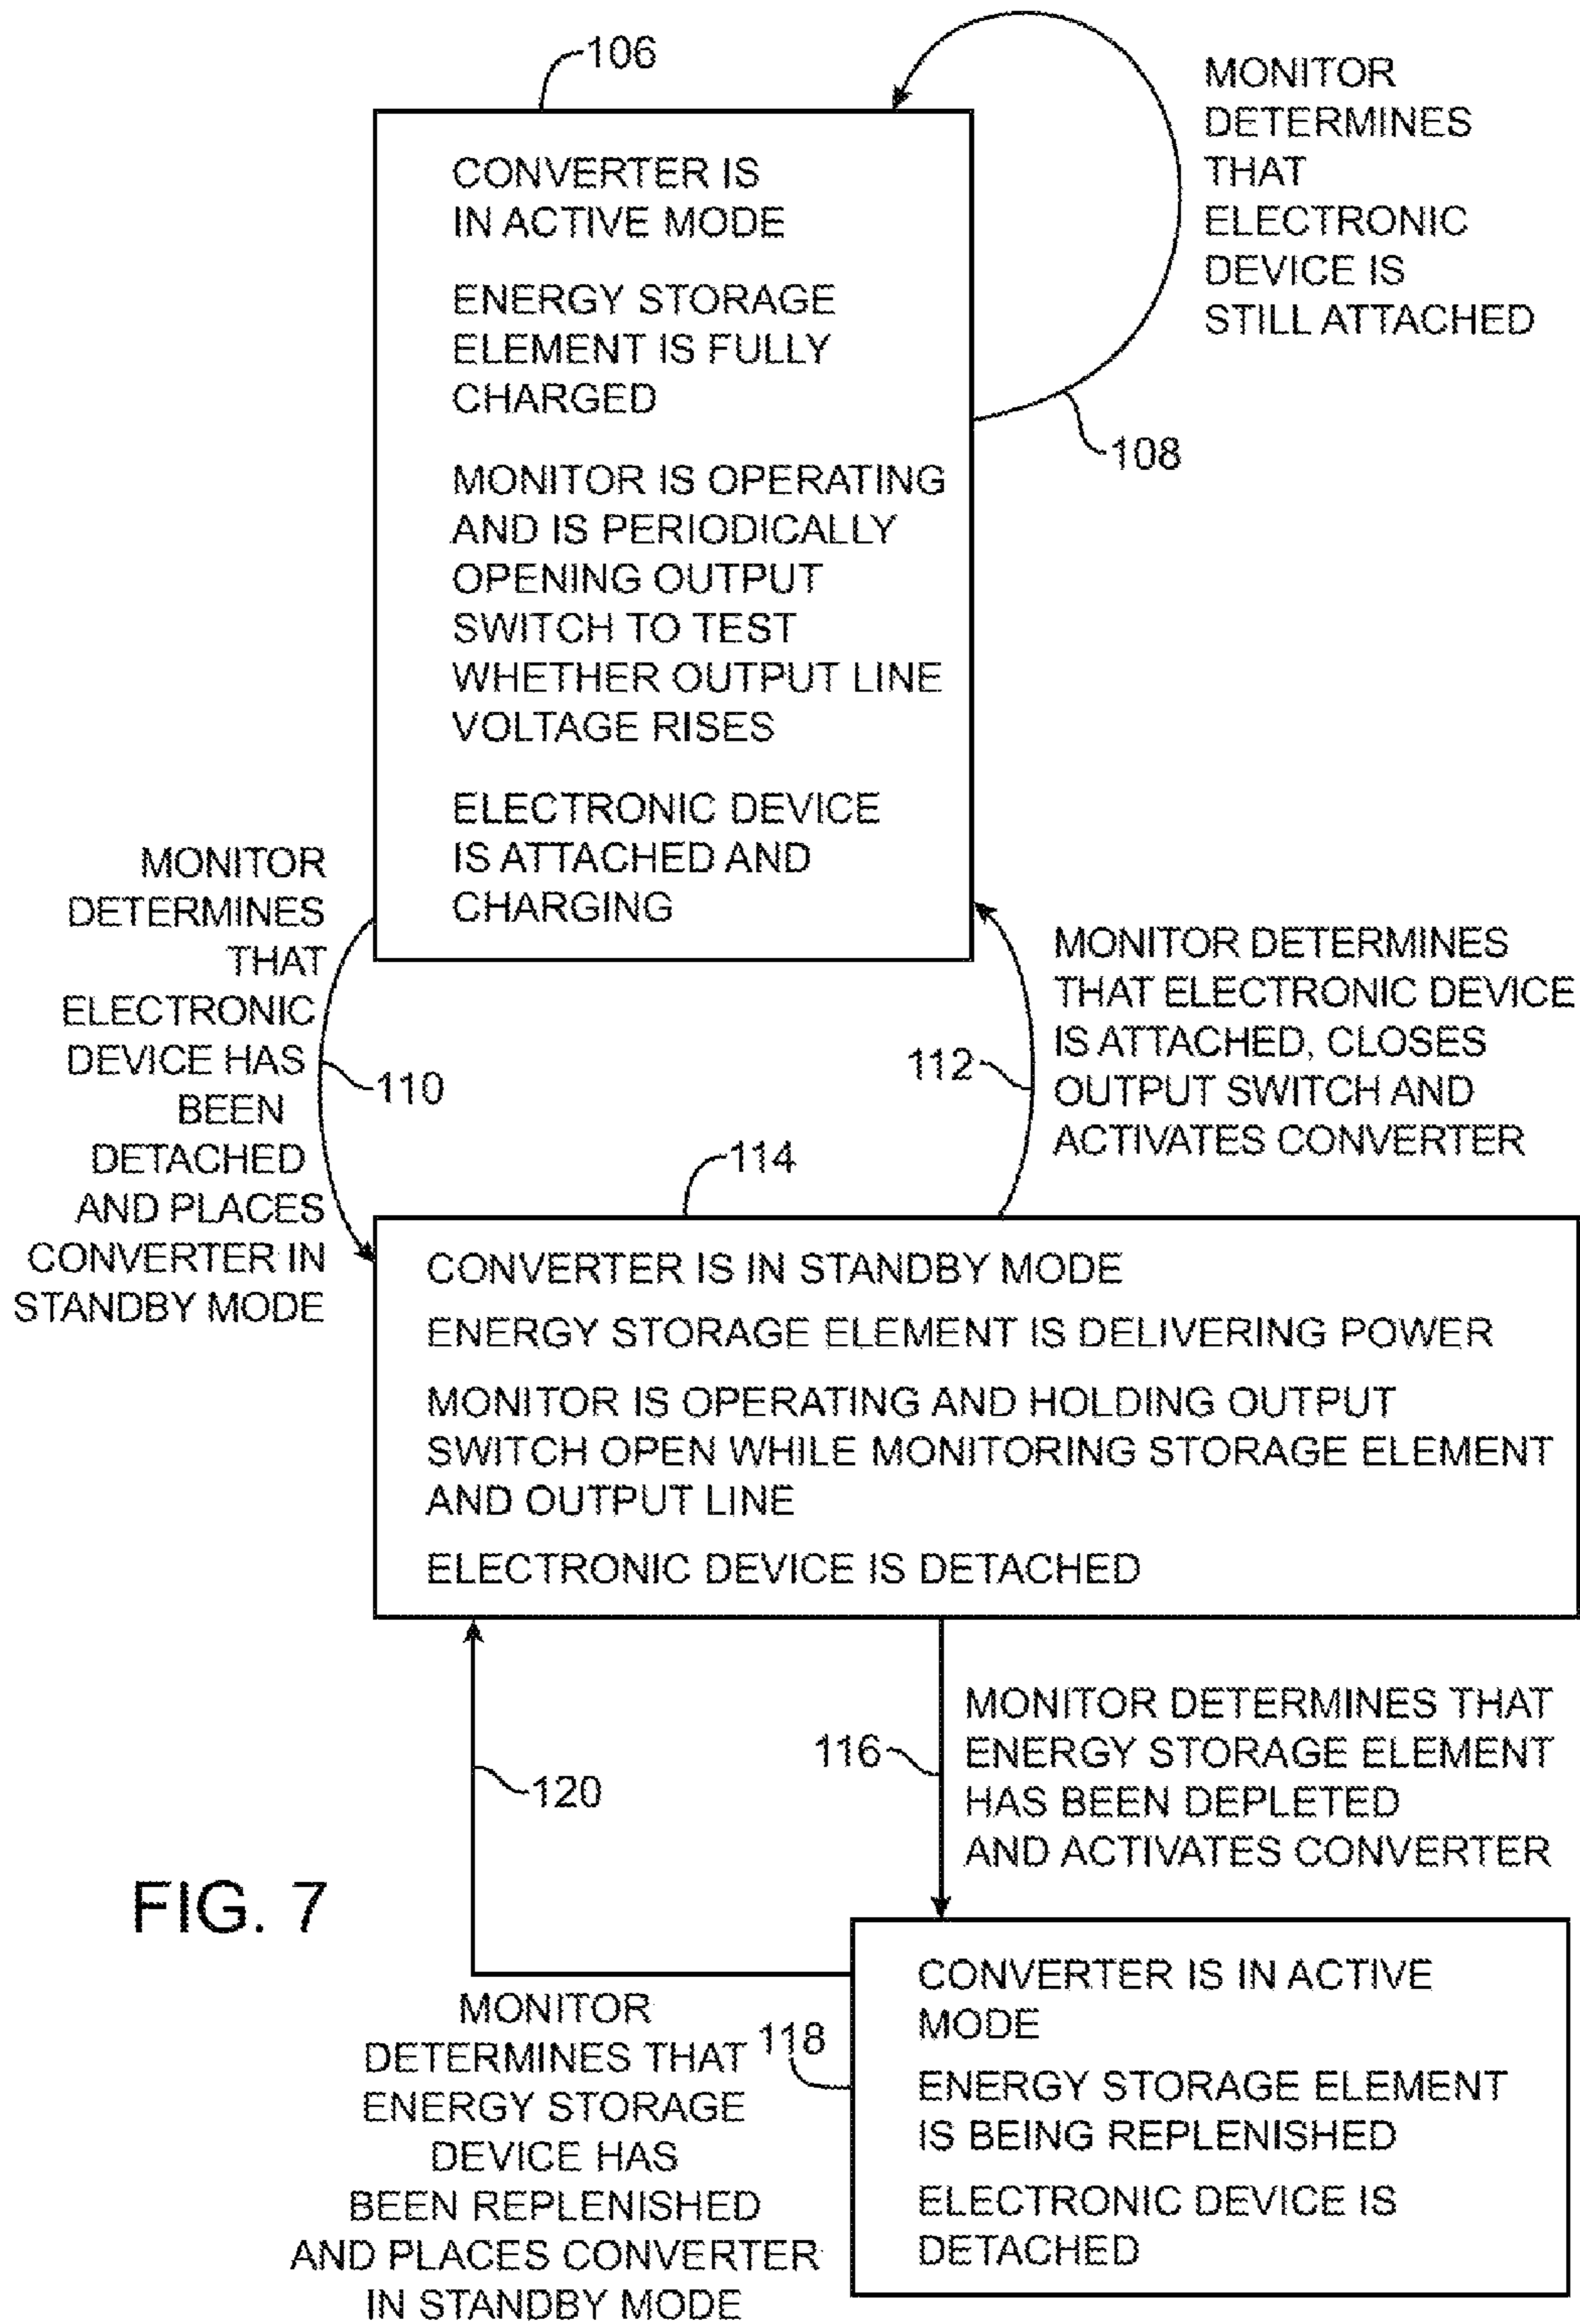 106
CONVERTER IS
IN ACTIVE MODE
ENERGY STORAGE
ELEMENT IS FULLY
CHARGED
MONITOR IS OPERATING
AND IS PERIODICALLY
OPENING OUTPUT
SWITCH TO TEST
WHETHER OUTPUT LINE
VOLTAGE RISES
ELECTRONIC DEVICE
IS ATTACHED AND
CHARGING
MONITOR
DETERMINES
THAT
ELECTRONIC
DEVICE IS
STILL ATTACHED
108
MONITOR
DETERMINES
THAT
ELECTRONIC
DEVICE HAS
BEEN
DETACHED
AND PLACES
CONVERTER IN
STANDBY MODE
110
112
MONITOR DETERMINES
THAT ELECTRONIC DEVICE
IS ATTACHED, CLOSES
OUTPUT SWITCH AND
ACTIVATES CONVERTER
114
CONVERTER IS IN STANDBY MODE
ENERGY STORAGE ELEMENT IS DELIVERING POWER
MONITOR IS OPERATING AND HOLDING OUTPUT
SWITCH OPEN WHILE MONITORING STORAGE ELEMENT
AND OUTPUT LINE
ELECTRONIC DEVICE IS DETACHED
116
MONITOR DETERMINES THAT
ENERGY STORAGE ELEMENT
HAS BEEN DEPLETED
AND ACTIVATES CONVERTER
120
FIG. 7
MONITOR
DETERMINES THAT
ENERGY STORAGE
DEVICE HAS
BEEN REPLENISHED
AND PLACES CONVERTER
IN STANDBY MODE
118
CONVERTER IS IN ACTIVE
MODE
ENERGY STORAGE ELEMENT
IS BEING REPLENISHED
ELECTRONIC DEVICE IS
DETACHED